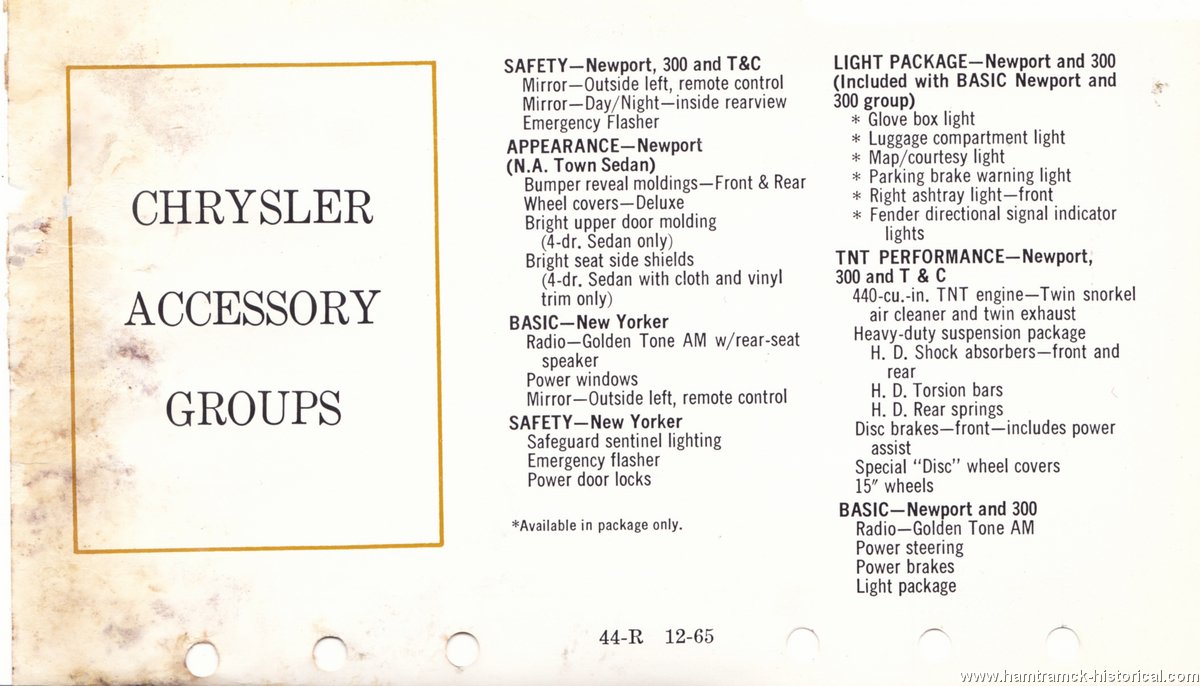 CHRYSLER
ACCESSORY
GROUPS
SAFETY—Newport, 300 and T&C
Mirror—Outside left, remote control
Mirror—Day/Night—inside rearview
Emergency Flasher
APPEARANCE—Newport
(N.A. Town Sedan)
Bumper reveal moldings—Front & Rear
Wheel covers—Deluxe
Bright upper door molding
(4-dr. Sedan only)
Bright seat side shields
(4-dr. Sedan with cloth and vinyl
trim only)
BASIC—New Yorker
Radio—Golden Tone AM w/rear-seat
speaker
Power windows
Mirror—Outside left, remote control
SAFETY—New Yorker
Safeguard sentinel lighting
Emergency flasher
Power door locks
*Available in package only.
LIGHT PACKAGE—Newport and 300
(Included with BASIC Newport and
300 group)
* Glove box light
* Luggage compartment light
* Map/courtesy light
* Parking brake warning light
* Right ashtray light—front
* Fender directional signal indicator
lights
TNT PERFORMANCE—Newport,
300 and T & C
440-cu.-in. TNT engine—Twin snorkel
air cleaner and twin exhaust
Heavy-duty suspension package
H. D. Shock absorbers—front and
rear
H. D. Torsion bars
H. D. Rear springs
Disc brakes—front—includes power
assist
Special "Disc" wheel covers
15" wheels
BASIC—Newport and 300
Radio—Golden Tone AM
Power steering
Power brakes
Light package
44-R 12-65
www.hamtramck-historical.com